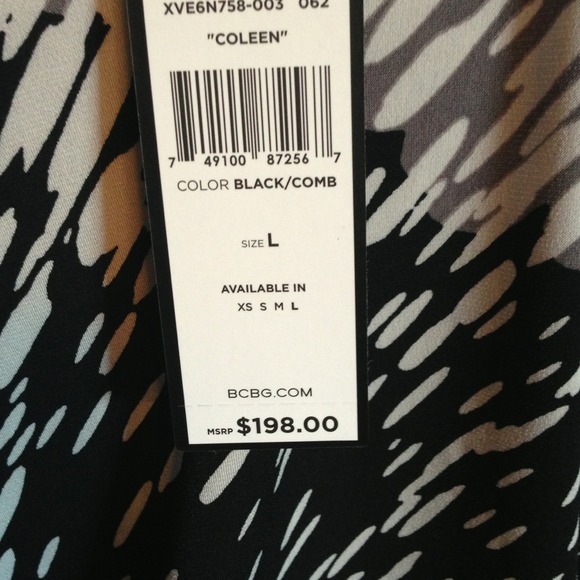 XVE6N758-003 062
"COLEEN"
7 49100 87256 7
COLOR BLACK/COMB
SIZE L
AVAILABLE IN
XS S M L
BCBG.COM
MSRP $198.00